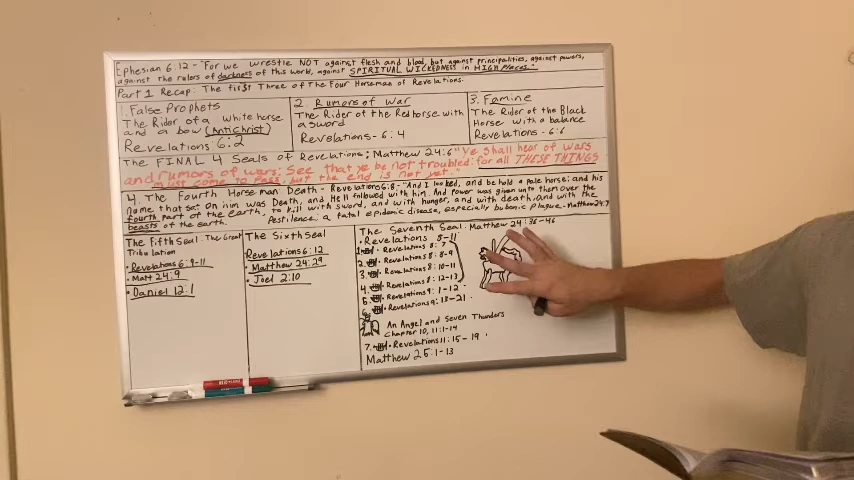 Ephesian 6:12 - "For we wrestle NOT against flesh and blood, but against principalities, against powers,
against the rulers of darkness of this world, against SPIRITUAL WICKEDNESS in HIGH places."
Part 1 Recap: The first Three of The Four Horseman of Revelations.
1. False Prophets
The Rider of a white horse
and a bow (Antichrist)
Revelations: 6:2
2 Rumors of War
The Rider of the Red horse with
a sword
Revelations - 6:4
3. Famine
The Rider of the Black
Horse with a balance
Revelations - 6:6
The FINAL 4 Seals of Revelations; Matthew 24:6 "Ye shall hear of wars
and rumors of wars: See that ye be not troubled: for all THESE THINGS
must come to pass, but the end is not yet."
4. The Fourth Horseman Death - Revelations 6:8 - "And I looked, and behold a pale horse; and his
name that sat on him was Death, and Hell followed with him. And Power was given unto them over the
fourth part of the earth, to kill with sword, and with hunger, and with death, and with the
beasts of the earth. Pestilence: a fatal epidemic disease, especially bubonic plague. - Matthew 24:7
The Fifth Seal: The Great
Tribulation
Revelations 6:9-11
Matt 24:9
Daniel 12:1
The Sixth Seal
Revelations 6:12
Matthew 24:29
Joel 2:10
The Seventh Seal: Matthew 24:36-46
Revelations 8-11
1. Revelations 8:7
2. Revelations 8:8-9
3. Revelations 8:10-11
4. Revelations 8:12-13
5. Revelations 9:1-12
6. Revelations 9:13-21
An Angel and Seven Thunders
Chapter 10, 11:1-14
7. Revelations 11:15-19
Matthew 25:1-13